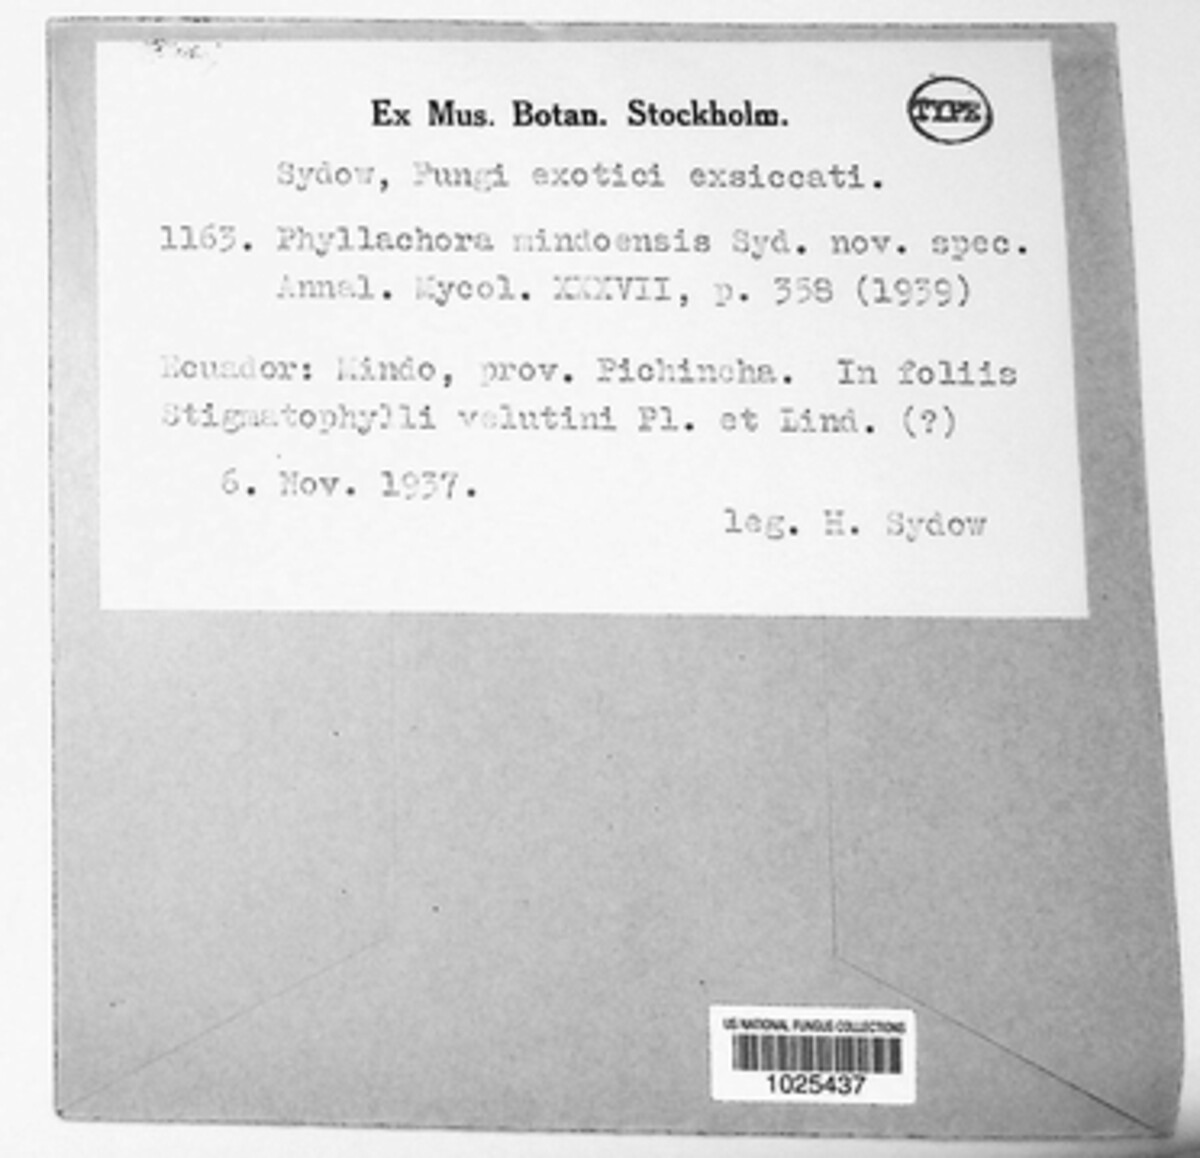 Ex Mus. Botan. Stockholm.
TYPE
Sydow, Fungi exotici exsiccati.
1163. Phyllachora mindoensis Syd. nov. spec.
Annal. Mycol. XXXVII, p. 358 (1939)
Ecuador: Mindo, prov. Pichincha. In foliis
Stigmatophylli velutini Pl. et Lind. (?)
6. Nov. 1937.
leg. H. Sydow
US NATIONAL FUNGUS COLLECTIONS
1025437